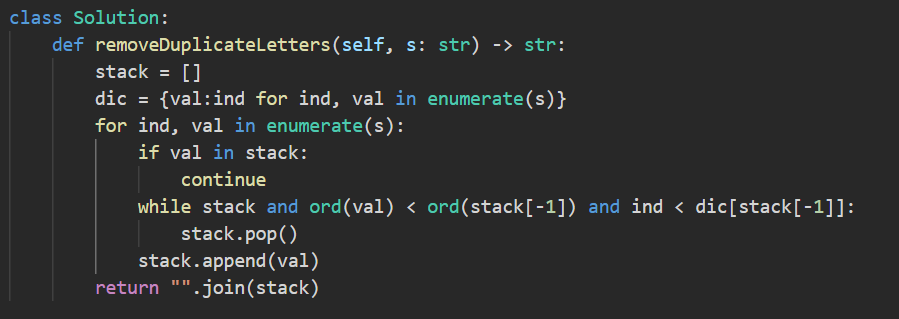 class Solution:
    def removeDuplicateLetters(self, s: str) -> str:
        stack = []
        dic = {val:ind for ind, val in enumerate(s)}
        for ind, val in enumerate(s):
            if val in stack:
                continue
            while stack and ord(val) < ord(stack[-1]) and ind < dic[stack[-1]]:
                stack.pop()
            stack.append(val)
        return "".join(stack)